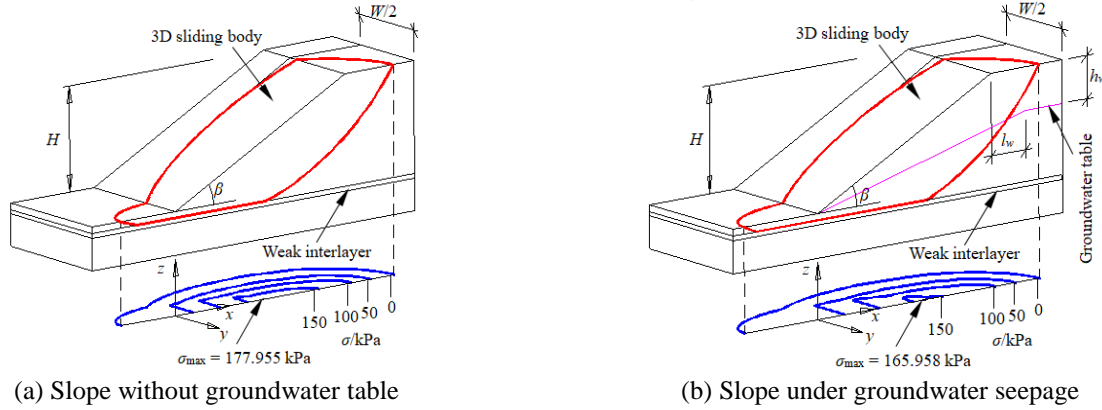 W/2
3D sliding body
H
β
Weak interlayer
z
x
y
150 100 50 0
σ/kPa
σmax = 177.955 kPa
(a) Slope without groundwater table
W/2
3D sliding body
hw
H
lw
β
Groundwater table
Weak interlayer
z
x
y
150 100 50 0
σ/kPa
σmax = 165.958 kPa
(b) Slope under groundwater seepage